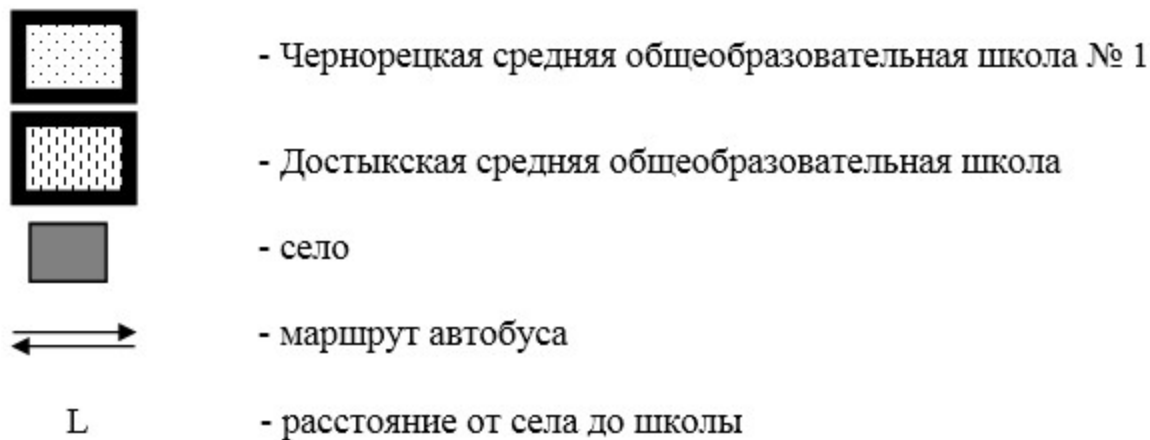 - Чернорецкая средняя общеобразовательная школа № 1
- Достыкская средняя общеобразовательная школа
- село
- маршрут автобуса
L - расстояние от села до школы